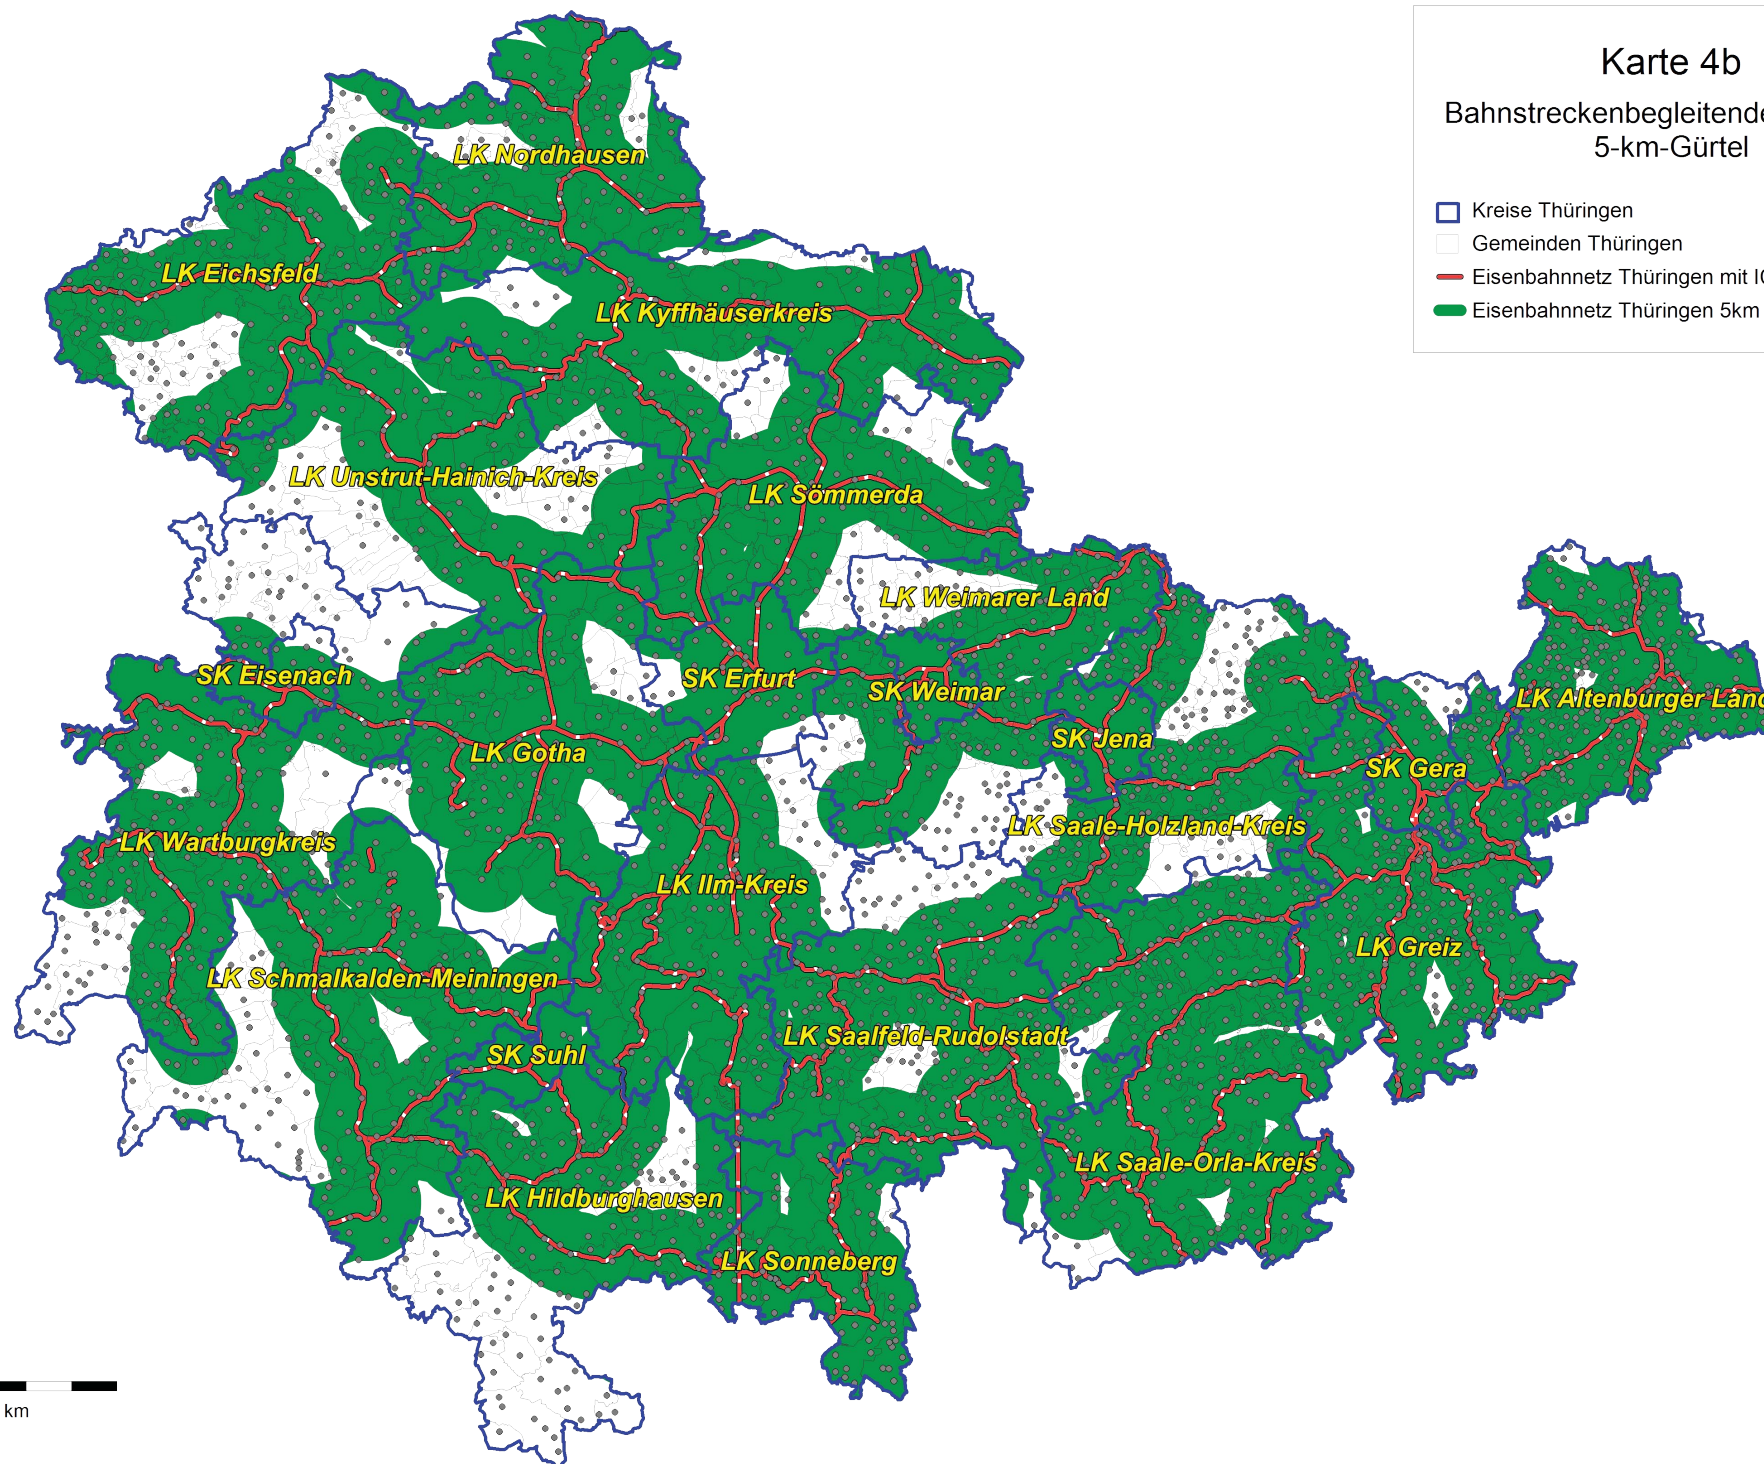 Karte 4b
5-km-Gürtel
Kreise Thüringen
Gemeinden Thüringen
Eisenbahnnetz Thüringen mit
Eisenbahnnetz Thüringen 5km
LK Nordhausen
LK Eichsfeld
LK Kyffhäuserkreis
LK Unstrut-Hainich-Kreis
LK Sömmerda
LK Weimarer Land
SK Eisenach
SK Erfurt
SK Weimar
LK Altenburger Land
LK Gotha
SK Jena
SK Gera
LK Wartburgkreis
LK Saale-Holzland-Kreis
LK Ilm-Kreis
LK Greiz
LK Schmalkalden-Meiningen
LK Saalfeld-Rudolstadt
SK Suhl
LK Saale-Orla-Kreis
LK Hildburghausen
LK Sonneberg
km